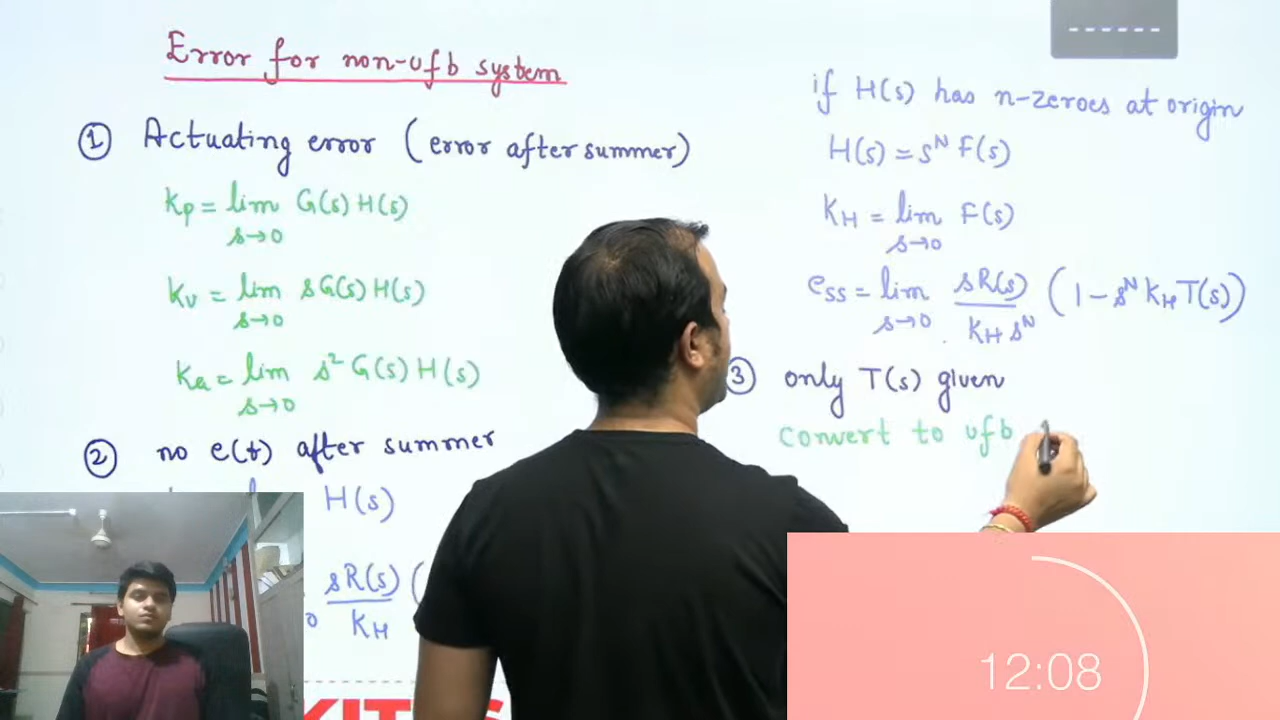 Error for non-ufb system
① Actuating error (error after summer)
kp = lim G(s) H(s)
s→0
kv = lim sG(s) H(s)
s→0
ka = lim s² G(s) H(s)
s→0
② no e(t) after summer
H(s)
sR(s) (
0 KH
if H(s) has n-zeroes at origin
H(s) = s^N F(s)
KH = lim F(s)
s→0
ess = lim sR(s) (1 - s^N KH T(s))
s→0 KH s^N
③ only T(s) given
convert to ufb
12:08